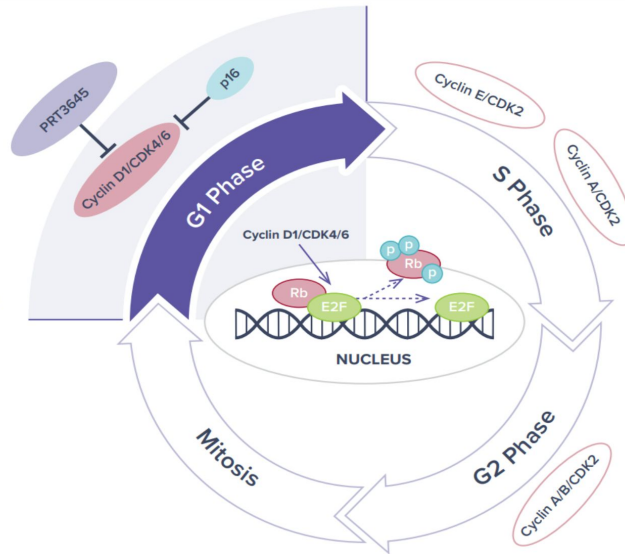 PRT3645
p16
Cyclin D1/CDK4/6
G1 Phase
Cyclin E/CDK2
Cyclin A/CDK2
S Phase
Cyclin D1/CDK4/6
Rb
E2F
p
p
p
Rb
E2F
NUCLEUS
Mitosis
G2 Phase
Cyclin A/B/CDK2